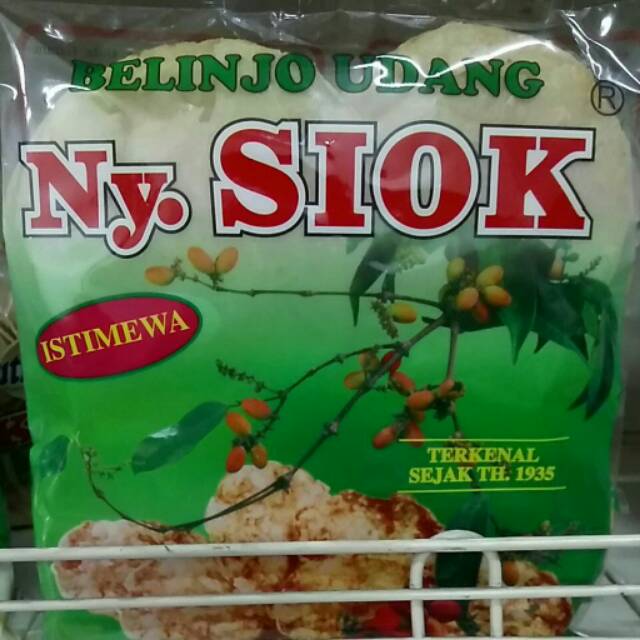 BELINJO UDANG
®
Ny. SIOK
ISTIMEWA
TERKENAL
SEJAK TH. 1935